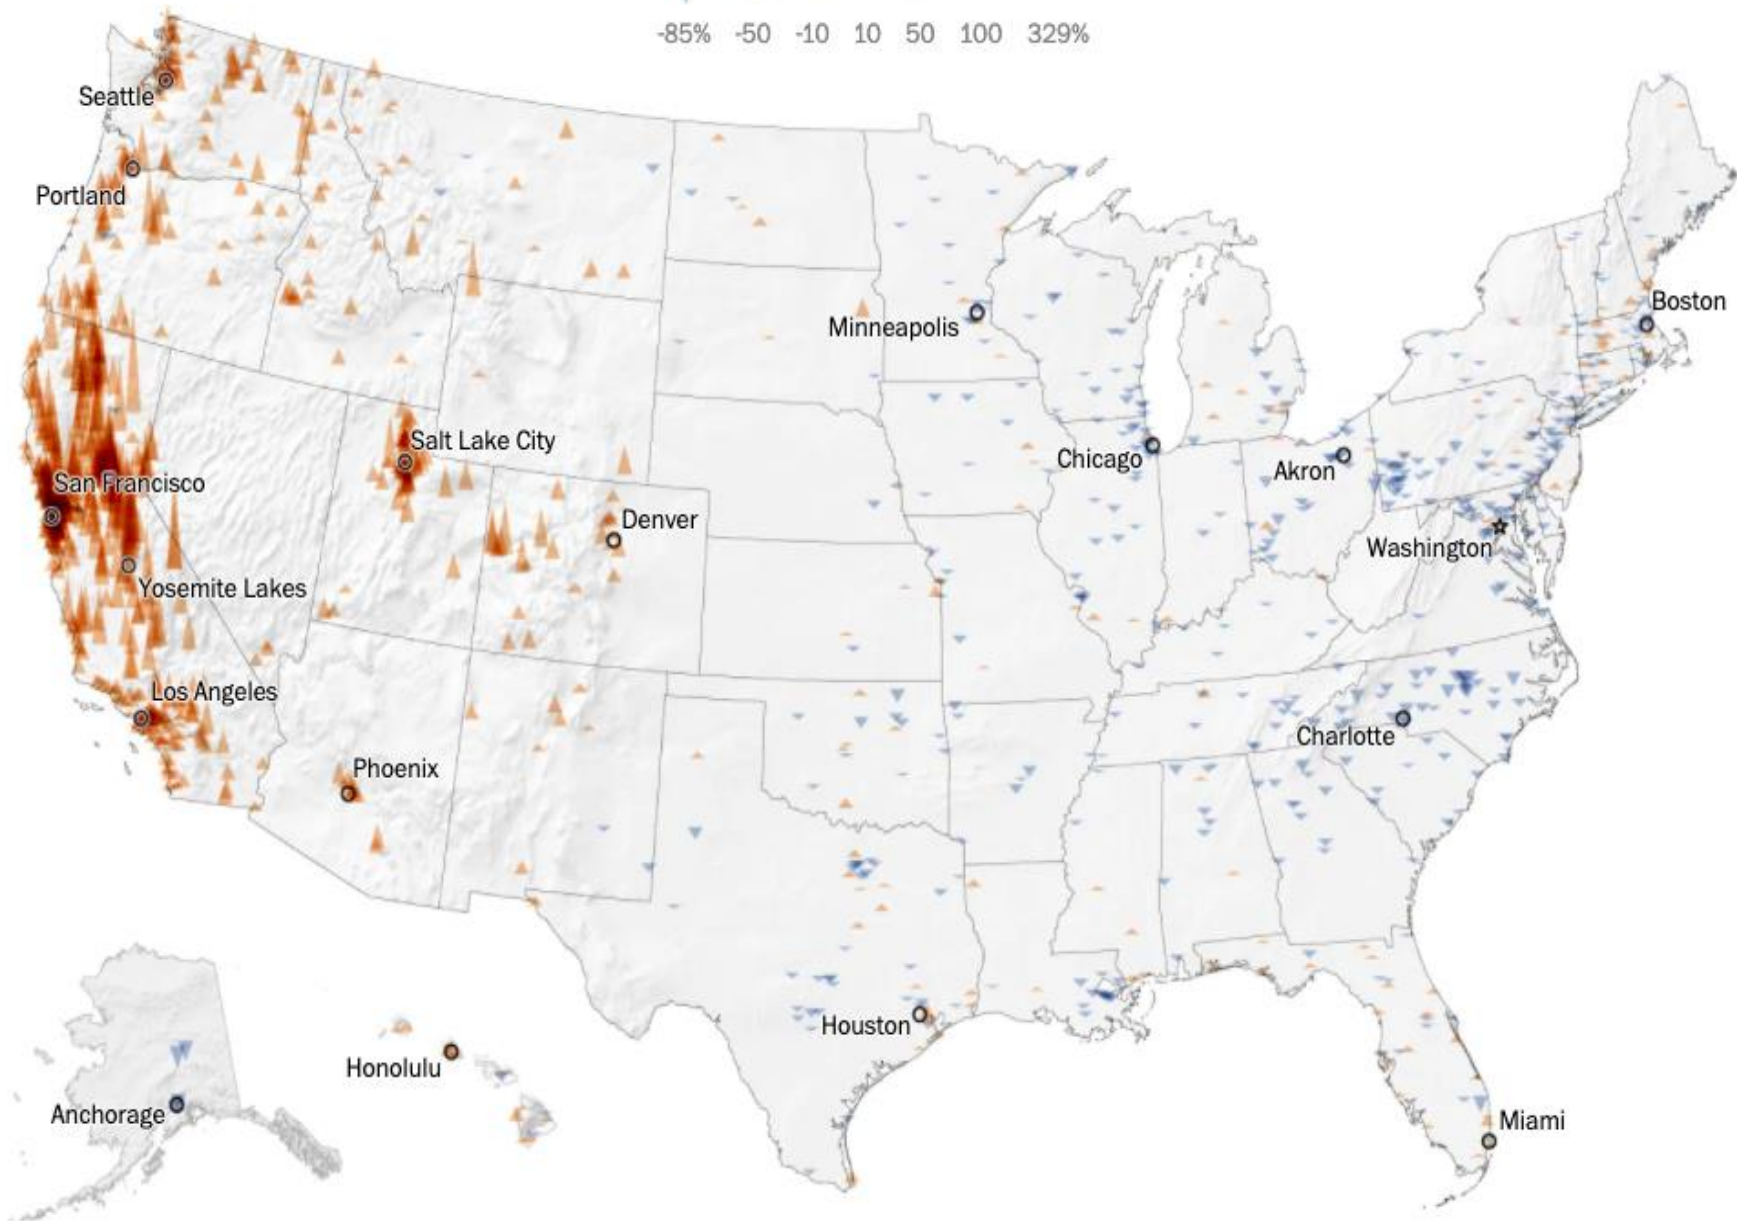 -85% -50 -10 10 50 100 329%
Seattle
Portland
Boston
Minneapolis
Salt Lake City
Chicago
Akron
San Francisco
Denver
Washington
Yosemite Lakes
Los Angeles
Charlotte
Phoenix
Houston
Honolulu
Anchorage
Miami